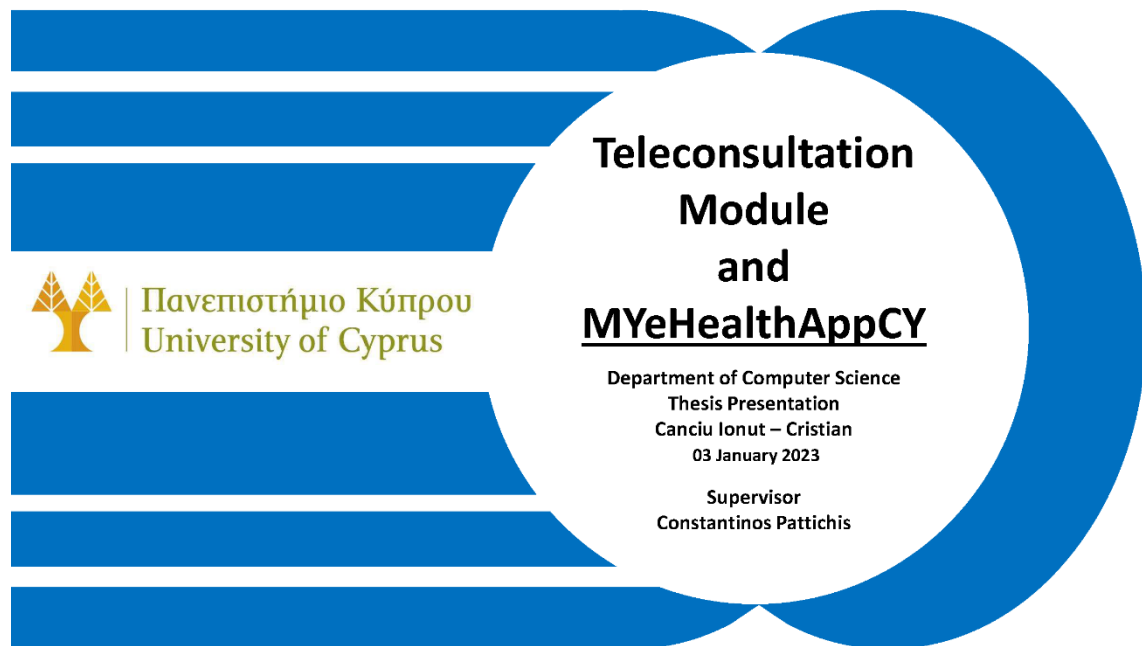 Πανεπιστήμιο Κύπρου
University of Cyprus
Teleconsultation
Module
and
MYeHealthAppCY
Department of Computer Science
Thesis Presentation
Canciu Ionut – Cristian
03 January 2023
Supervisor
Constantinos Pattichis